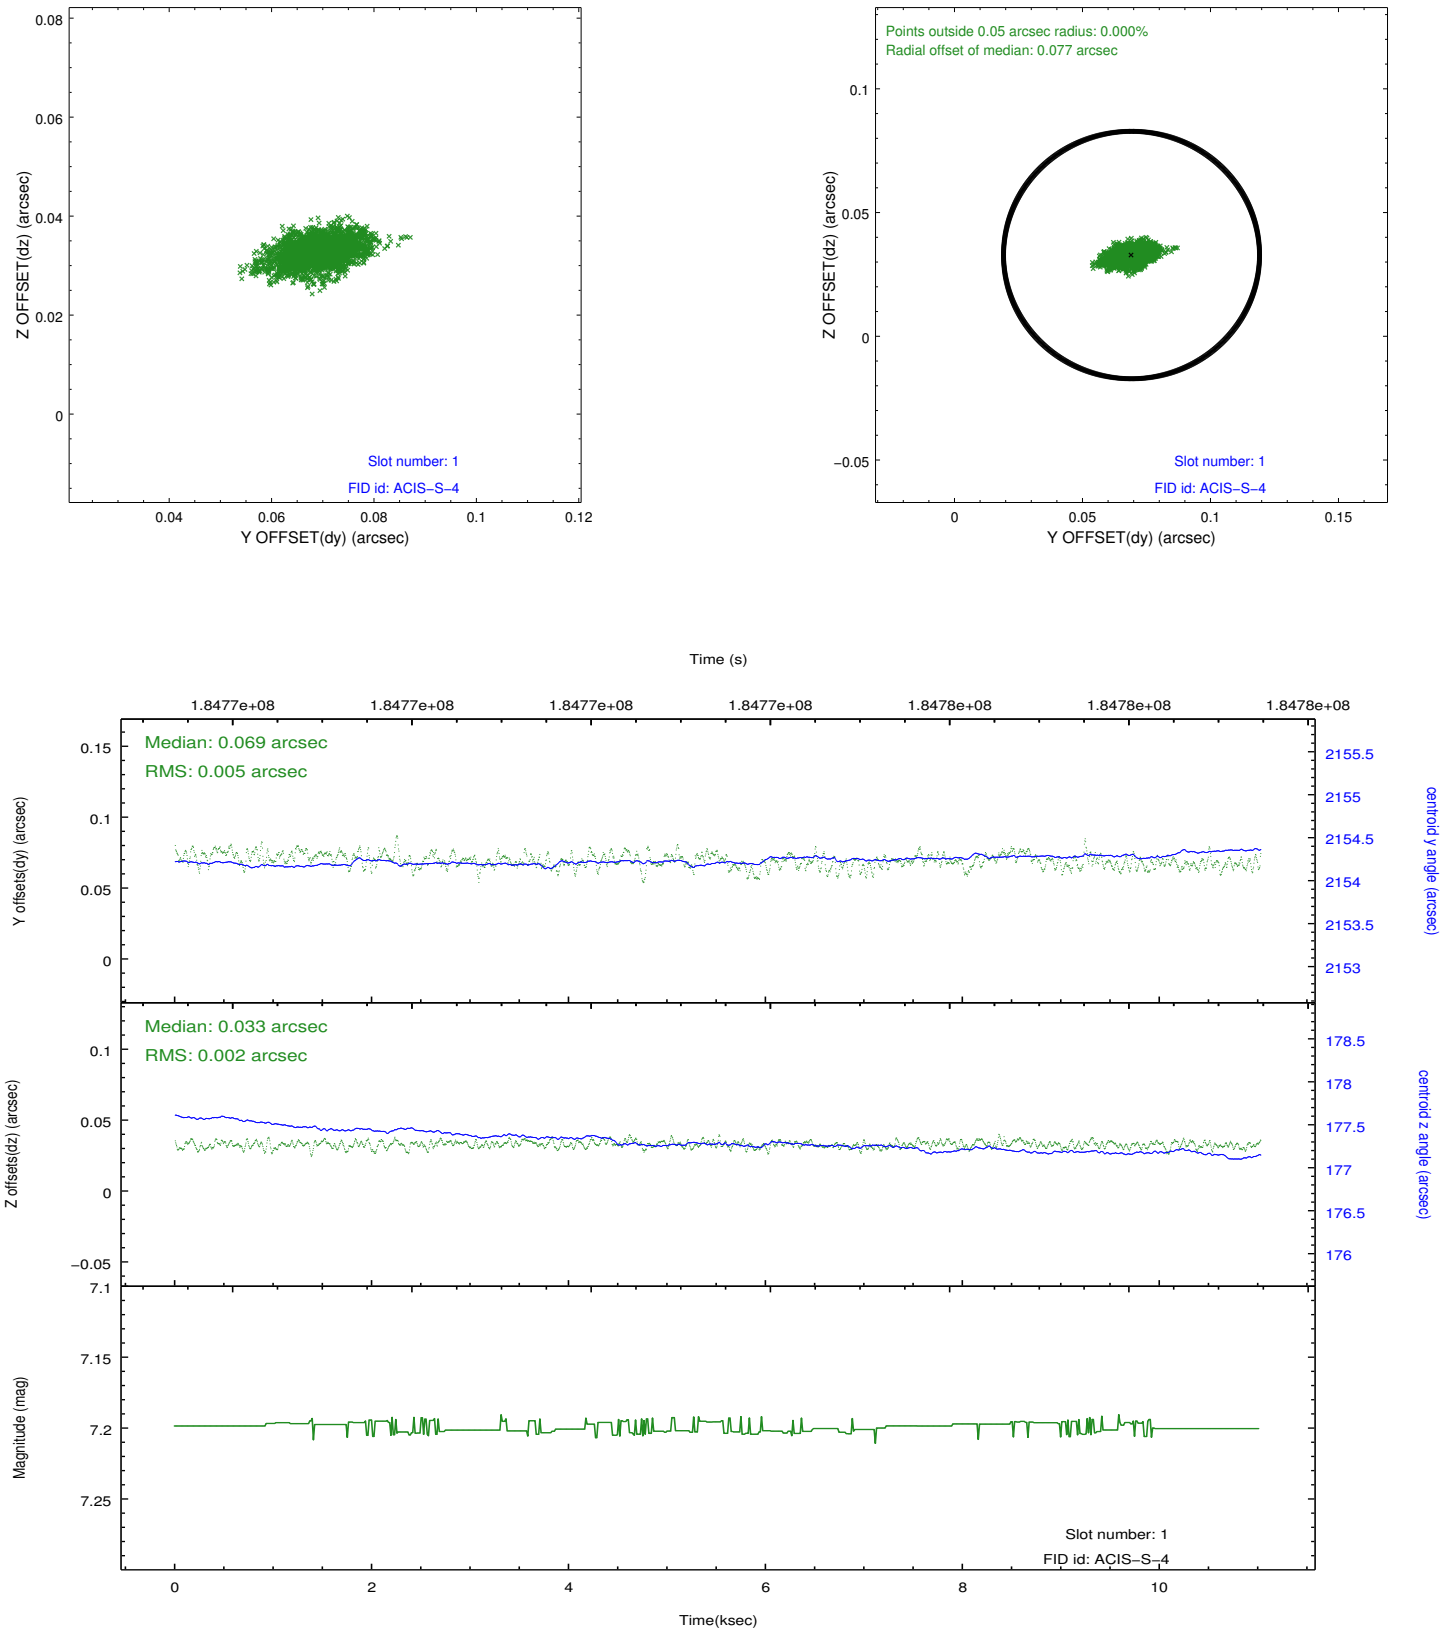 0.08
0.06
0.04
0.02
0
Z OFFSET(dz) (arcsec)
Slot number: 1
FID id: ACIS−S−4
0.04
0.06
0.08
0.1
0.12
Y OFFSET(dy) (arcsec)
Points outside 0.05 arcsec radius: 0.000%
Radial offset of median: 0.077 arcsec
0.1
0.05
0
−0.05
Z OFFSET(dz) (arcsec)
Slot number: 1
FID id: ACIS−S−4
0
0.05
0.1
0.15
Y OFFSET(dy) (arcsec)
Time (s)
1.8477e+08
1.8477e+08
1.8477e+08
1.8477e+08
1.8478e+08
1.8478e+08
1.8478e+08
Median: 0.069 arcsec
RMS: 0.005 arcsec
0.15
0.1
0.05
0
Y offsets(dy) (arcsec)
2155.5
2155
2154.5
2154
2153.5
2153
centroid y angle (arcsec)
Median: 0.033 arcsec
RMS: 0.002 arcsec
0.1
0.05
0
−0.05
Z offsets(dz) (arcsec)
178.5
178
177.5
177
176.5
176
centroid z angle (arcsec)
7.1
7.15
7.2
7.25
Magnitude (mag)
Slot number: 1
FID id: ACIS−S−4
0
2
4
6
8
10
Time(ksec)